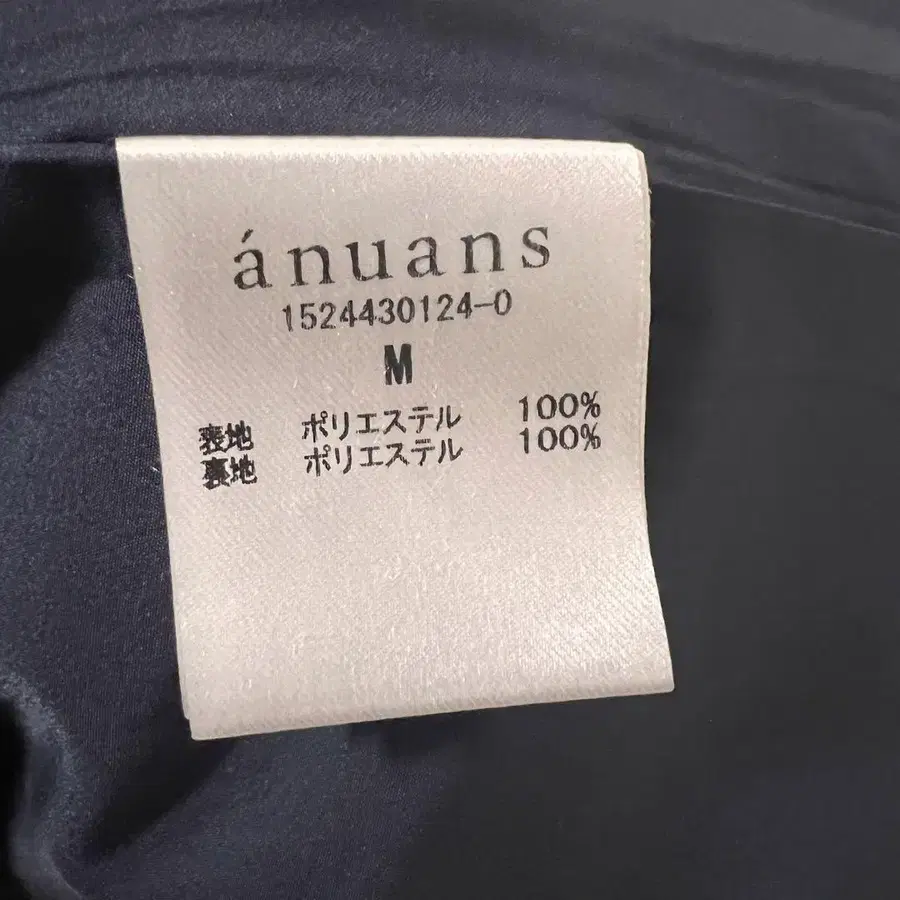 ánuans
1524430124-0
M
表地 ポリエステル 100%
裏地 ポリエステル 100%